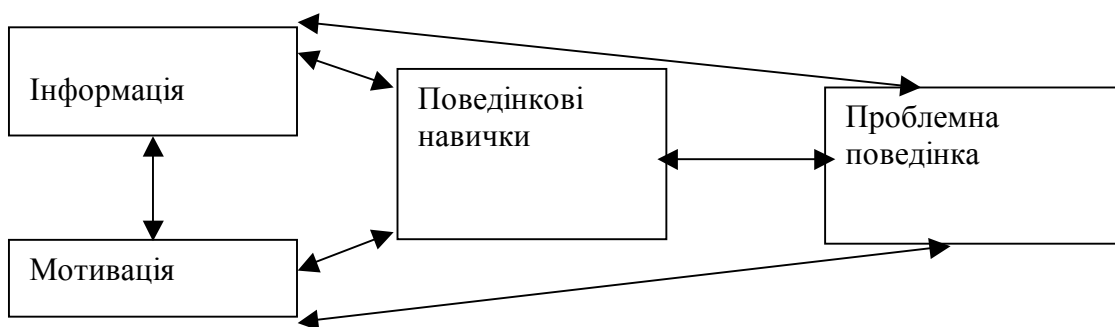 Інформація
Поведінкові
навички
Проблемна
поведінка
Мотивація